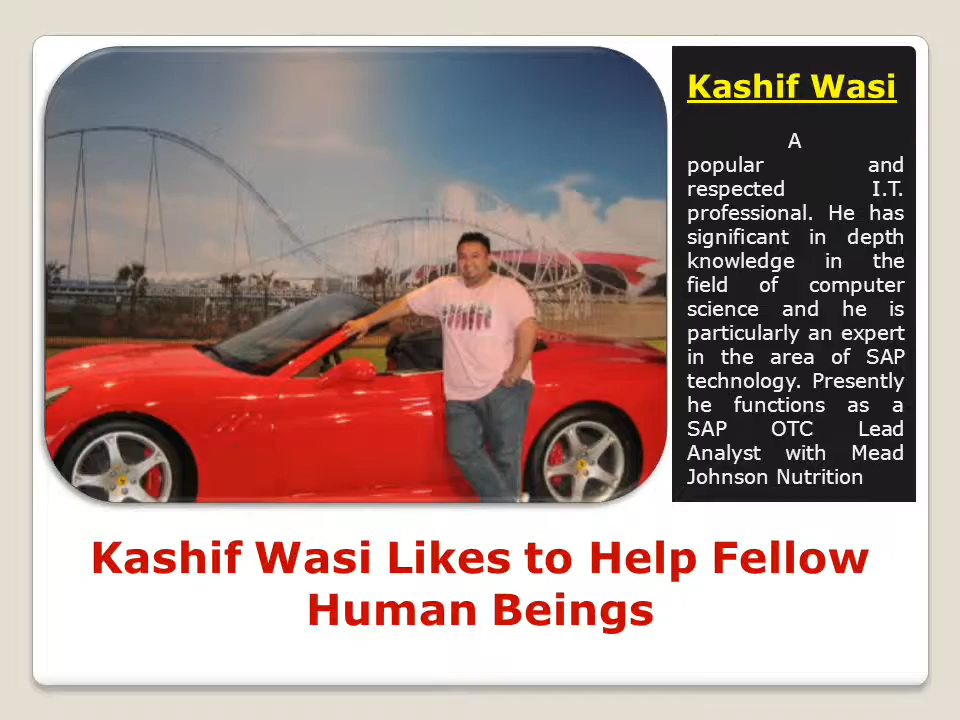 Kashif Wasi
A
popular and
respected I.T.
professional. He has
significant in depth
knowledge in the
field of computer
science and he is
particularly an expert
in the area of SAP
technology. Presently
he functions as a
SAP OTC Lead
Analyst with Mead
Johnson Nutrition
Kashif Wasi Likes to Help Fellow
Human Beings